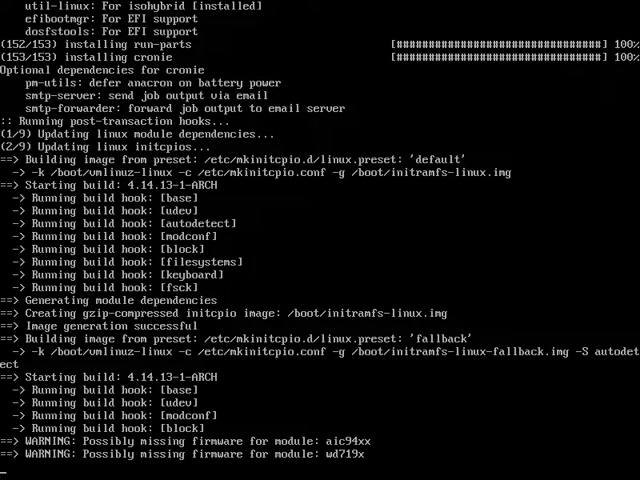 util-linux: For isohybrid [installed]
efibootmgr: For EFI support
dosfstools: For EFI support
(152/153) installing run-parts [################################] 100%
(153/153) installing cronie [################################] 100%
Optional dependencies for cronie
pm-utils: defer anacron on battery power
smtp-server: send job output via email
smtp-forwarder: forward job output to email server
:: Running post-transaction hooks...
(1/9) Updating linux module dependencies...
(2/9) Updating linux initcpios...
==> Building image from preset: /etc/mkinitcpio.d/linux.preset: 'default'
-> -k /boot/vmlinuz-linux -c /etc/mkinitcpio.conf -g /boot/initramfs-linux.img
==> Starting build: 4.14.13-1-ARCH
-> Running build hook: [base]
-> Running build hook: [udev]
-> Running build hook: [autodetect]
-> Running build hook: [modconf]
-> Running build hook: [block]
-> Running build hook: [filesystems]
-> Running build hook: [keyboard]
-> Running build hook: [fsck]
==> Generating module dependencies
==> Creating gzip-compressed initcpio image: /boot/initramfs-linux.img
==> Image generation successful
==> Building image from preset: /etc/mkinitcpio.d/linux.preset: 'fallback'
-> -k /boot/vmlinuz-linux -c /etc/mkinitcpio.conf -g /boot/initramfs-linux-fallback.img -S autodet
ect
==> Starting build: 4.14.13-1-ARCH
-> Running build hook: [base]
-> Running build hook: [udev]
-> Running build hook: [modconf]
-> Running build hook: [block]
==> WARNING: Possibly missing firmware for module: aic94xx
==> WARNING: Possibly missing firmware for module: wd719x